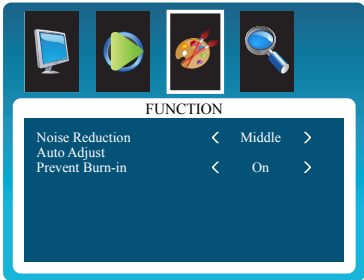 FUNCTION
Noise Reduction < Middle >
Auto Adjust
Prevent Burn-in < On >